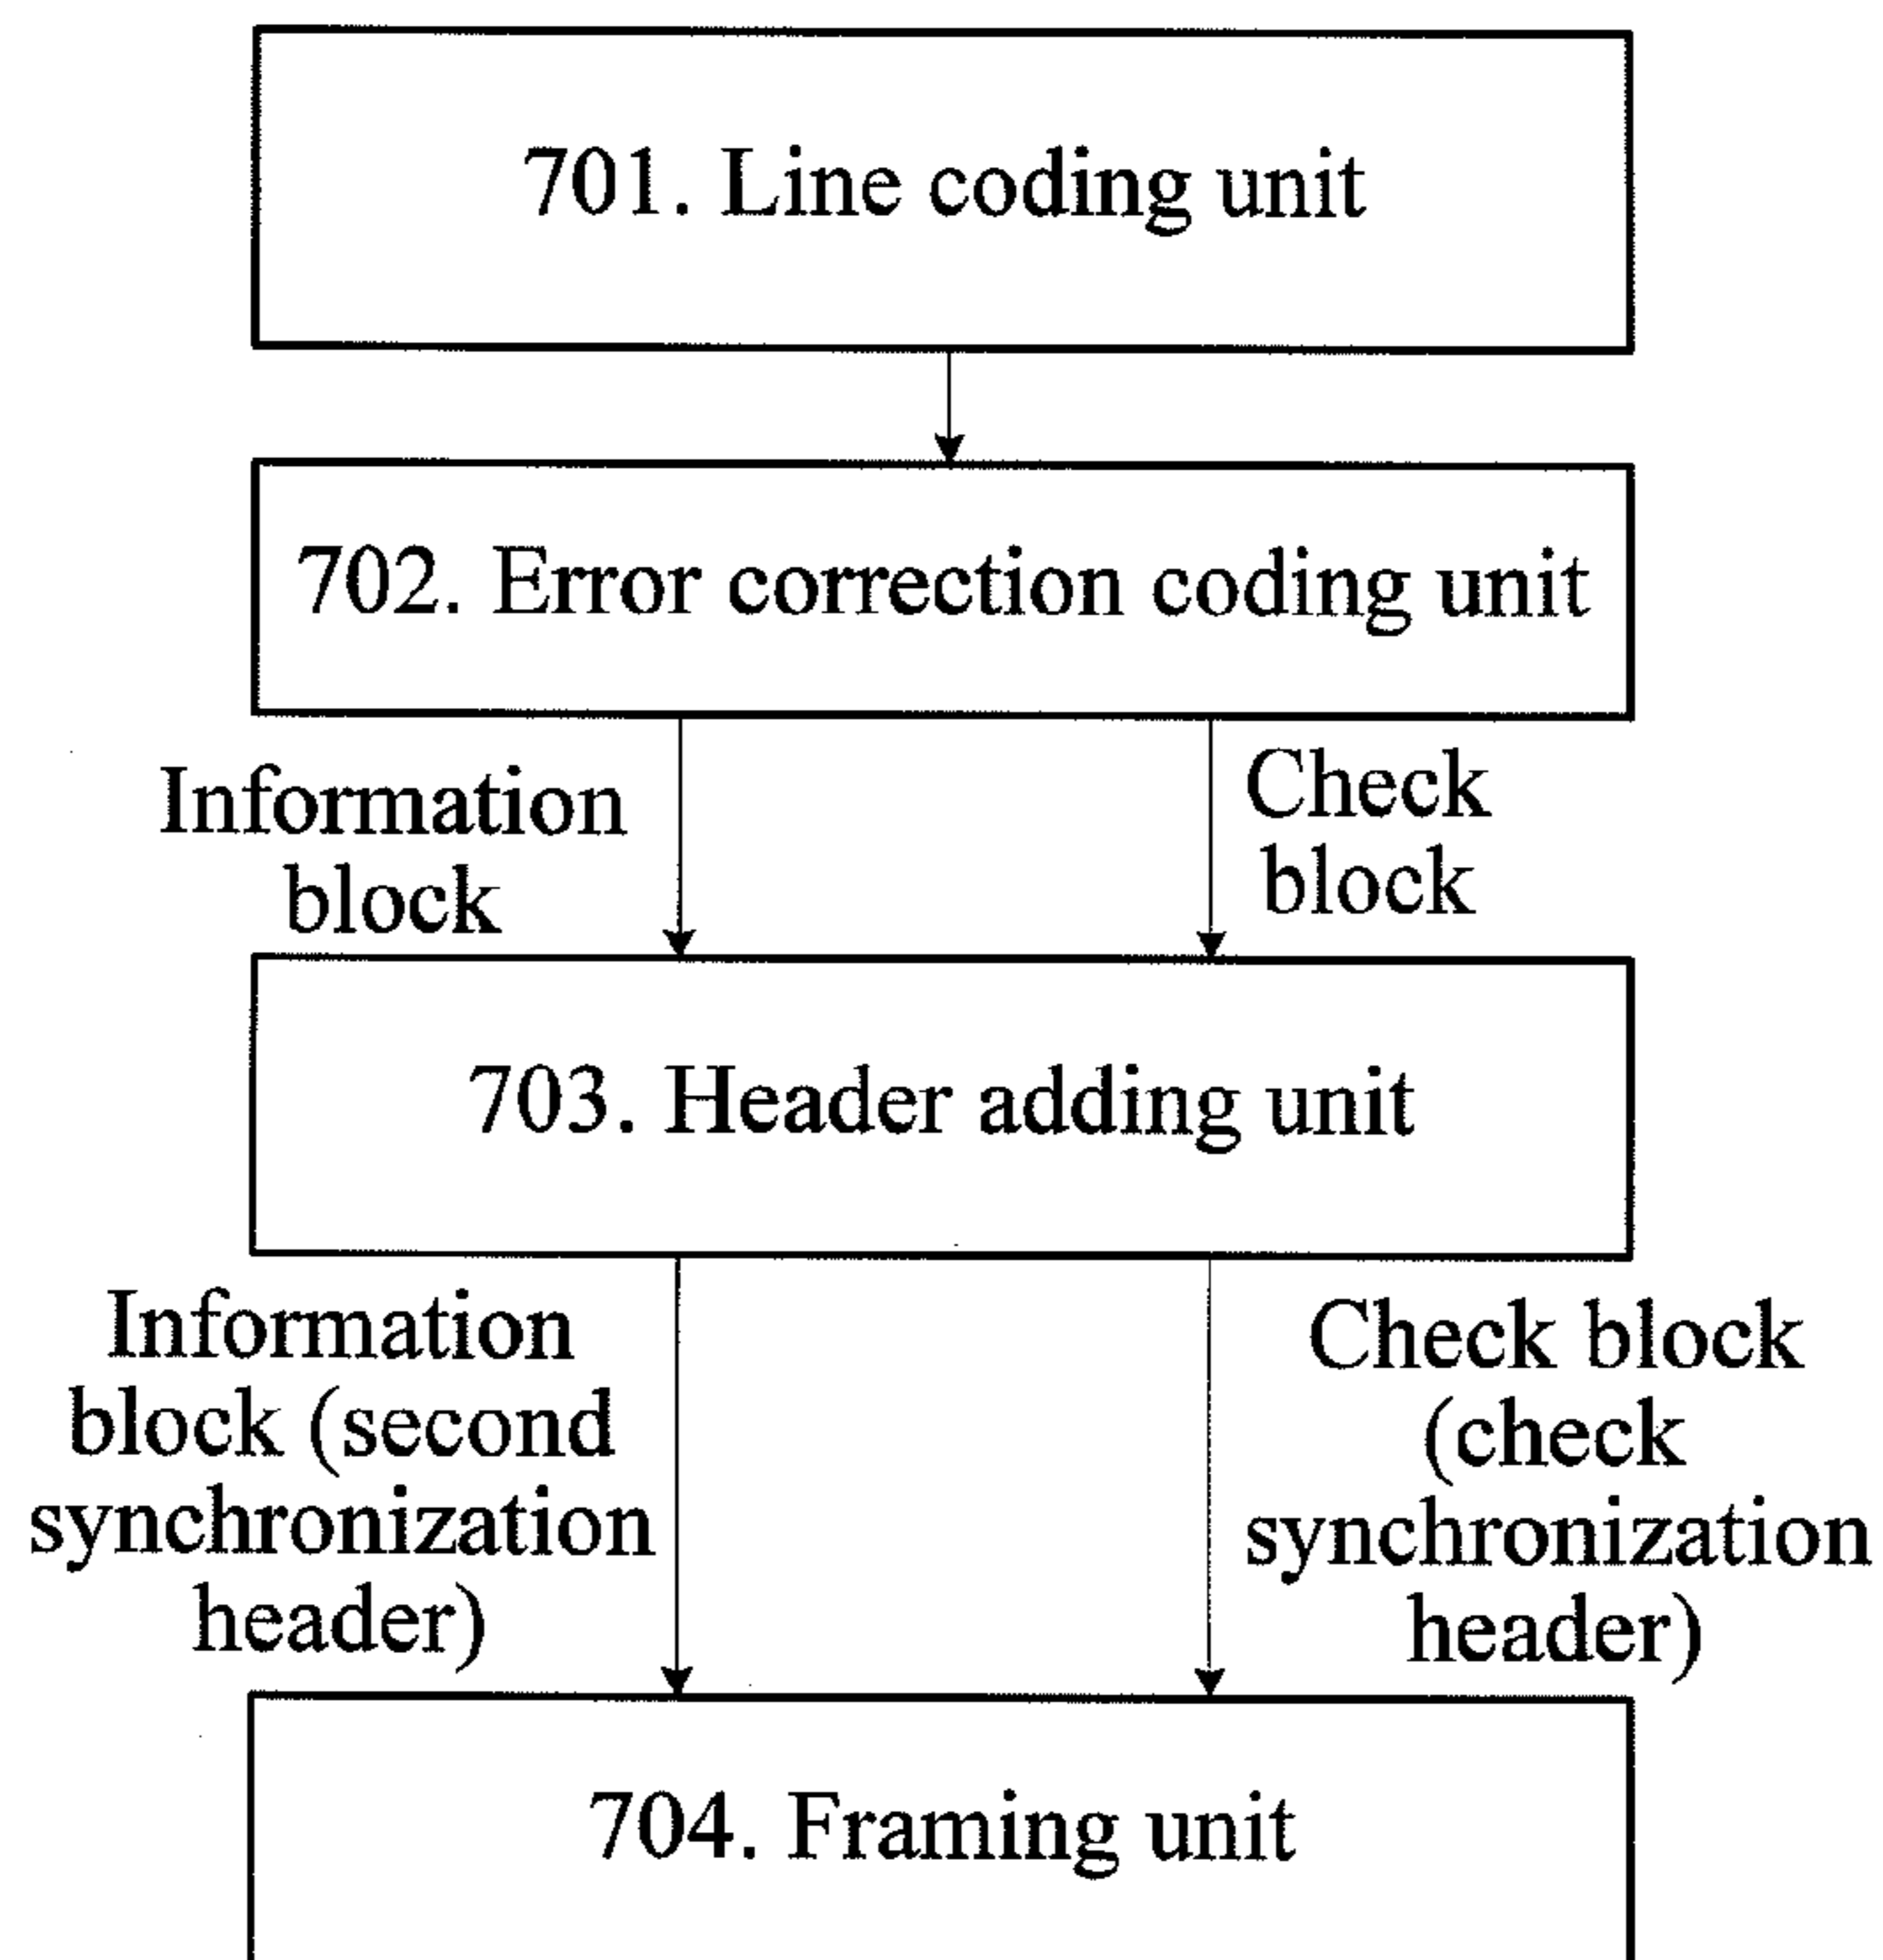 701. Line coding unit
702. Error correction coding unit
Information
block
Check
block
703. Header adding unit
Information
block (second
synchronization
header)
Check block
(check
synchronization
header)
704. Framing unit